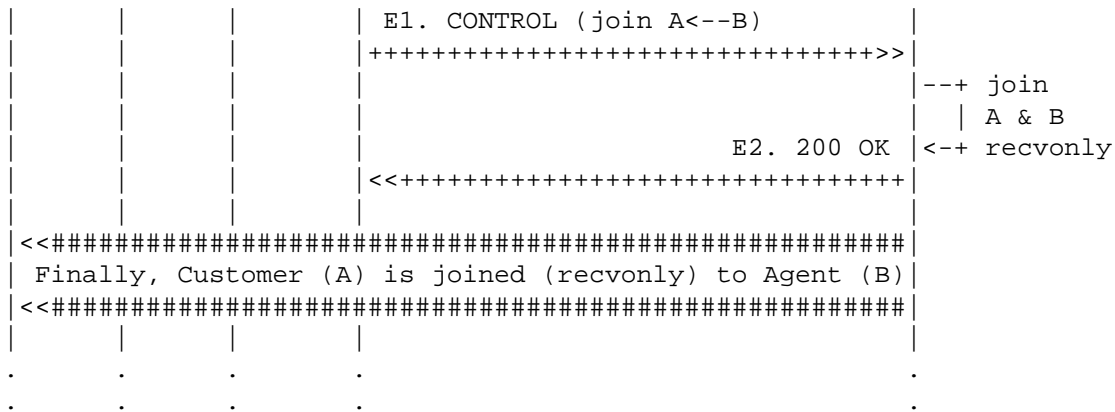 |      |      |       | E1. CONTROL (join A<--B)         |
|      |      |       |++++++++++++++++++++++++++++++++>>|
|      |      |       |                                  |--+ join
|      |      |       |                                  |  | A & B
|      |      |       |                       E2. 200 OK |<-+ recvonly
|      |      |       |<<++++++++++++++++++++++++++++++++|
|      |      |       |                                  |
|<<######################################################|
| Finally, Customer (A) is joined (recvonly) to Agent (B)|
|<<######################################################|
|      |      |       |                                  |
.      .      .       .                                  .
.      .      .       .                                  .